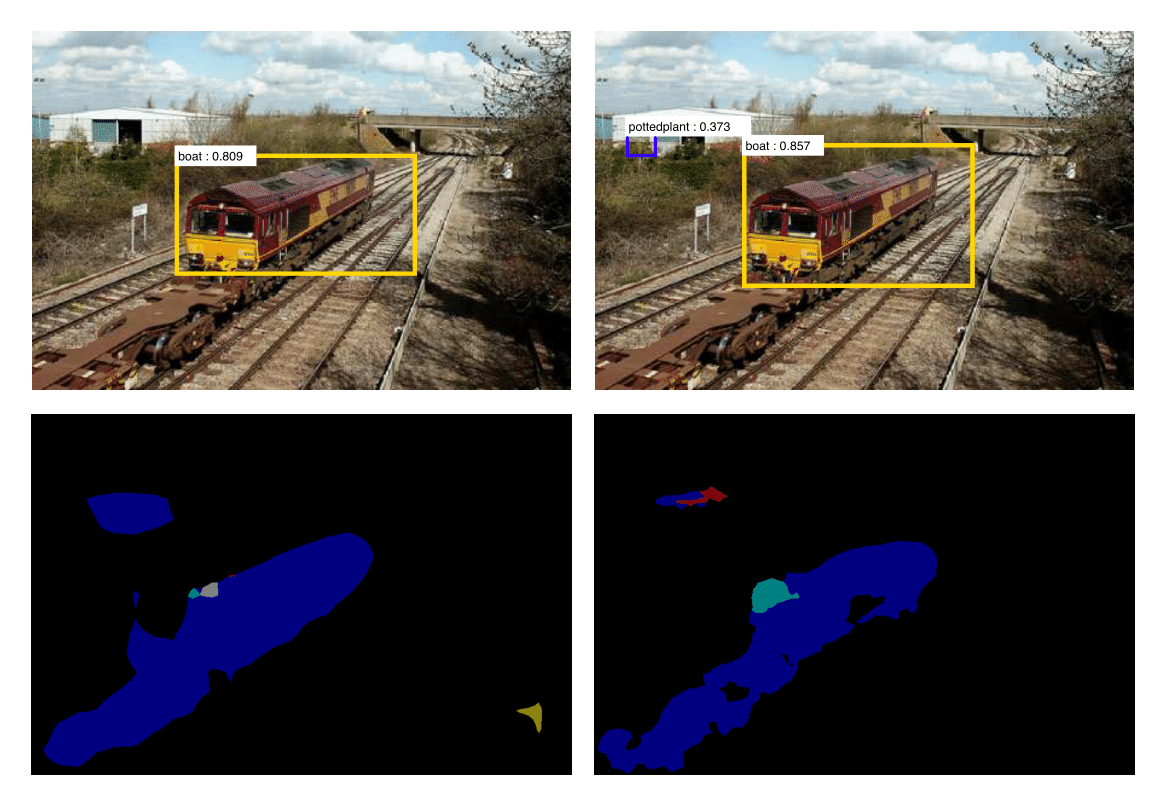 boat : 0.809
pottedplant : 0.373
boat : 0.857